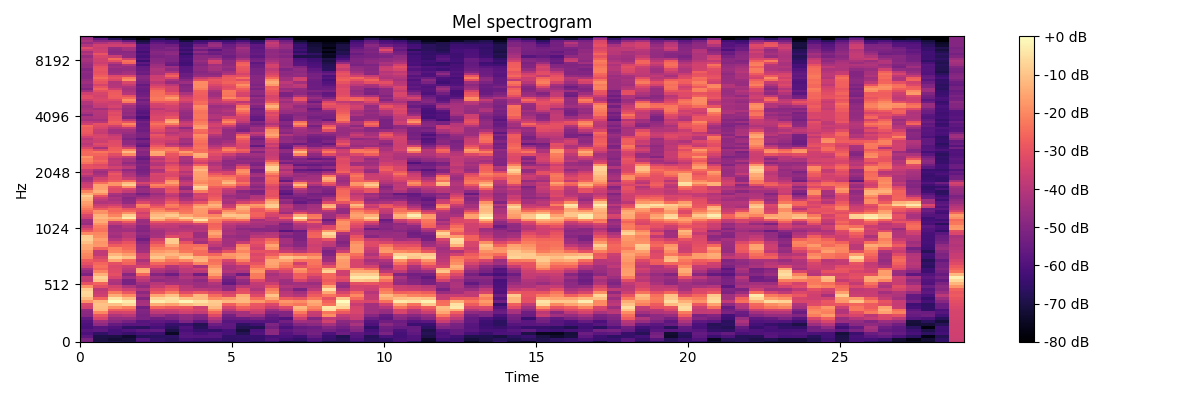 Mel spectrogram
Hz
8192
4096
2048
1024
512
0
0 5 10 15 20 25
Time
+0 dB
-10 dB
-20 dB
-30 dB
-40 dB
-50 dB
-60 dB
-70 dB
-80 dB